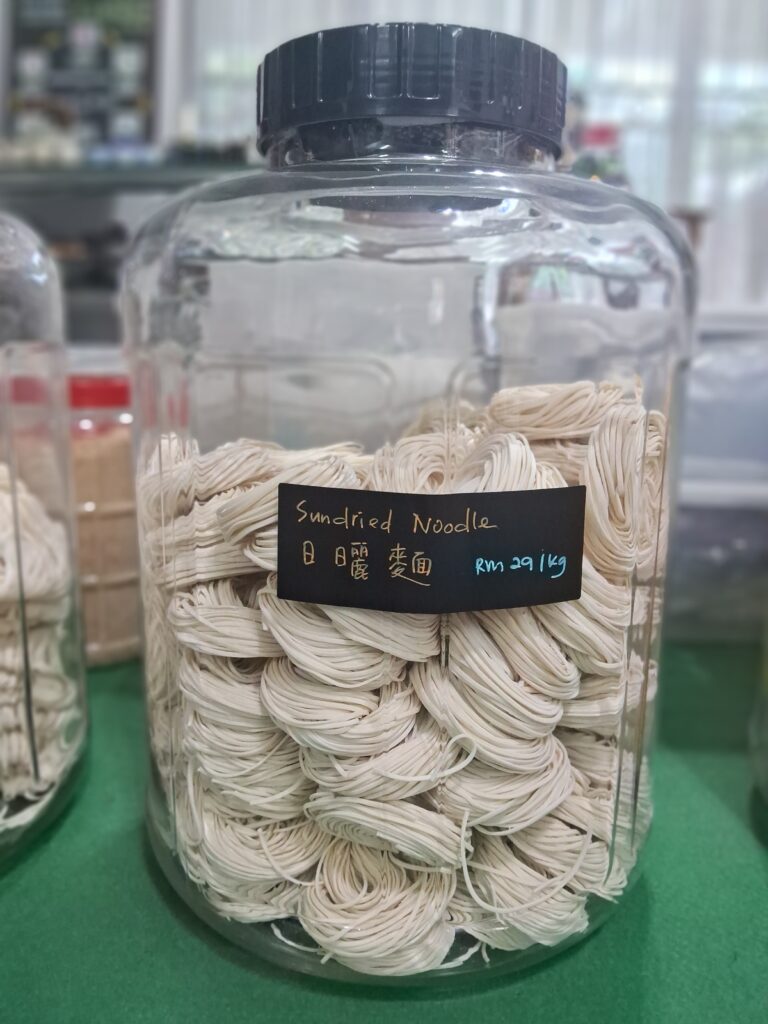 Sundried Noodle
日曬麵 RM 29/kg